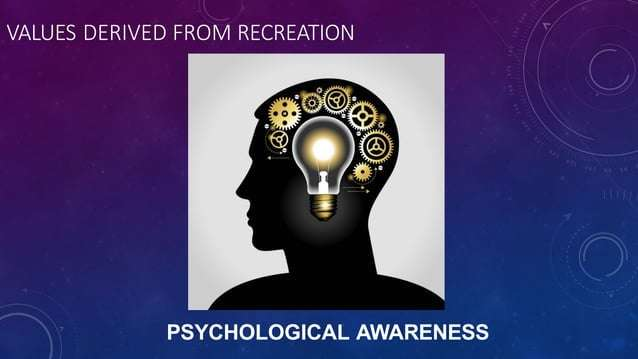 VALUES DERIVED FROM RECREATION
PSYCHOLOGICAL AWARENESS